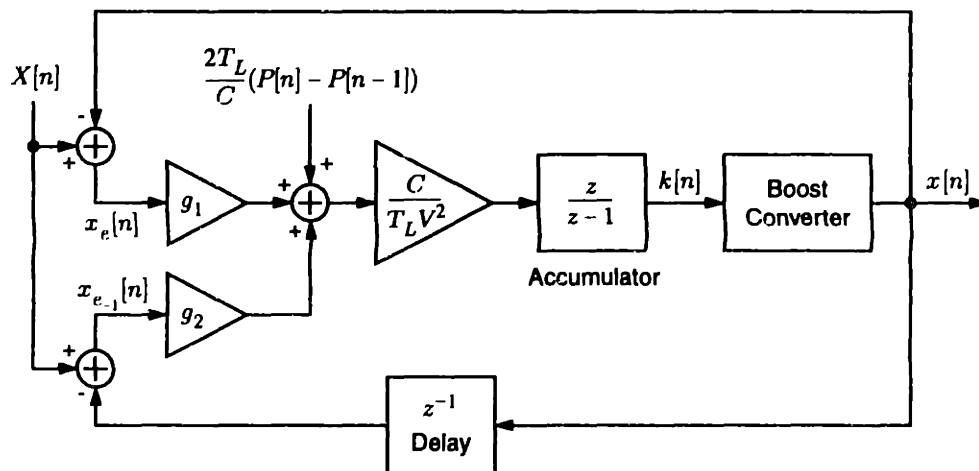 X[n]
2T_L/C (P[n] – P[n – 1])
-
+
+
+
+
x_e[n]
g_1
C/(T_L V^2)
z/(z – 1)
Accumulator
k[n]
Boost
Converter
x[n]
x_{e_{-1}}[n]
g_2
+
-
z^{-1}
Delay